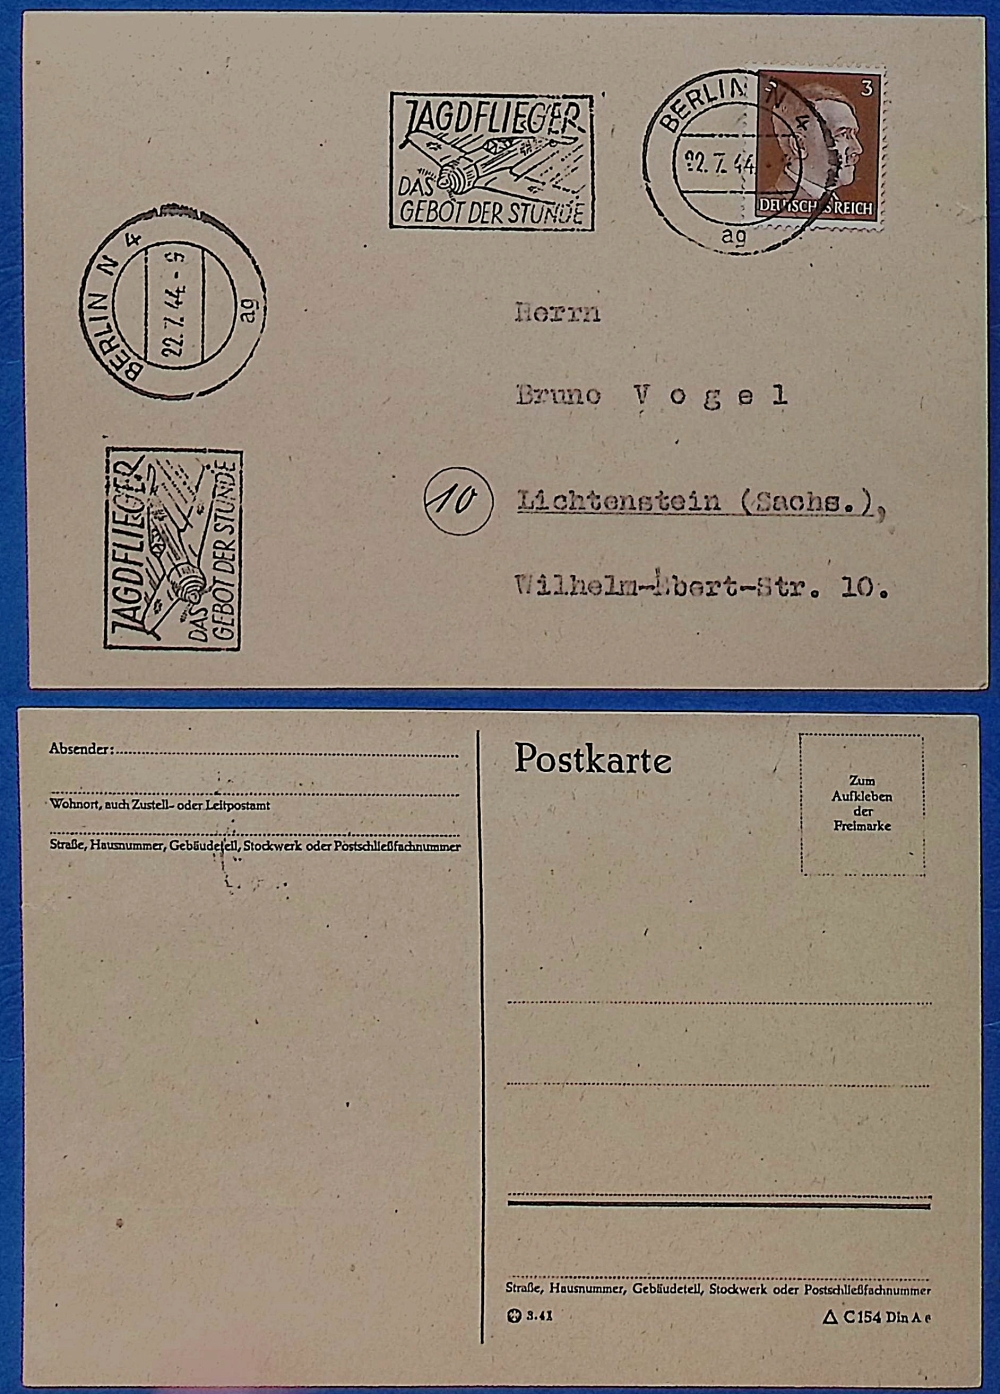 JAGDFLIEGER
DAS
GEBOT DER STUNDE
BERLIN N 4
22.7.44
ag
3
DEUTSCHES REICH
BERLIN N 4
22.7.44.-9
ag
Herrn
Bruno Vogel
10
Lichtenstein (Sachs.),
Wilhelm-Ebert-Str. 10.
JAGDFLIEGER
DAS
GEBOT DER STUNDE
Absender:
Wohnort, auch Zustell- oder Leitpostamt
Straße, Hausnummer, Gebäudeteil, Stockwerk oder Postschließfachnummer
Postkarte
Zum
Aufkleben
der
Freimarke
Straße, Hausnummer, Gebäudeteil, Stockwerk oder Postschließfachnummer
3.41
C 154 Din A 6